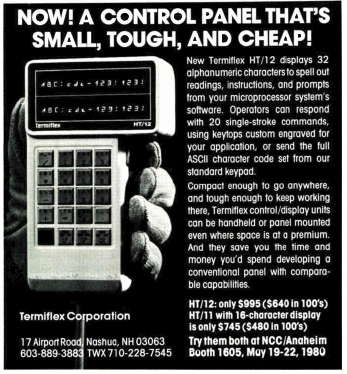 NOW! A CONTROL PANEL THAT'S
SMALL, TOUGH, AND CHEAP!
New Termiflex HT/12 displays 32
alphanumeric characters to spell out
readings, instructions, and prompts
from your microprocessor system's
software. Operators can respond
with 20 single-stroke commands,
using keytops custom engraved for
your application, or send the full
ASCII character code set from our
standard keypad.
Compact enough to go anywhere,
and tough enough to keep working
there, Termiflex control/display units
can be handheld or panel mounted
even where space is at a premium.
And they save you the time and
money you'd spend developing a
conventional panel with compara-
ble capabilities.
HT/12: only $995 ($640 in 100's)
HT/11 with 16-character display
is only $745 ($480 in 100's)
Try them both at NCC/Anaheim
Booth 1605, May 19-22, 1980
Termiflex
HT/12
Termiflex Corporation
17 Airport Road, Nashua, NH 03063
603-889-3883 TWX 710-228-7545